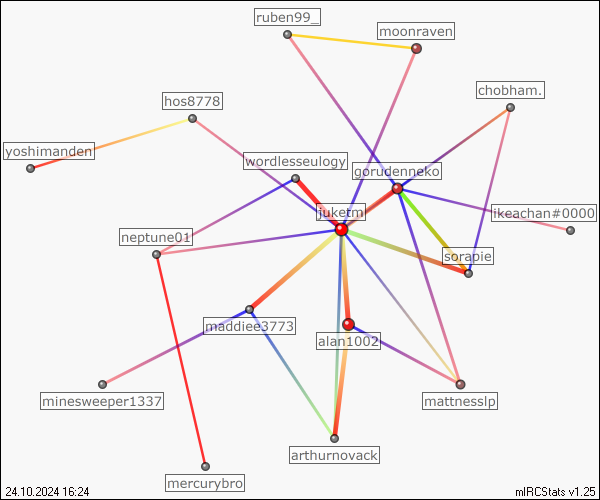 ruben99_
moonraven
chobham.
hos8778
yoshimanden
wordlesseulogy
gorudenneko
juketm
ikeachan#0000
neptune01
sorapie
maddiee3773
alan1002
minesweeper1337
mattnesslp
arthurnovack
mercurybro
24.10.2024 16:24
mIRCStats v1.25